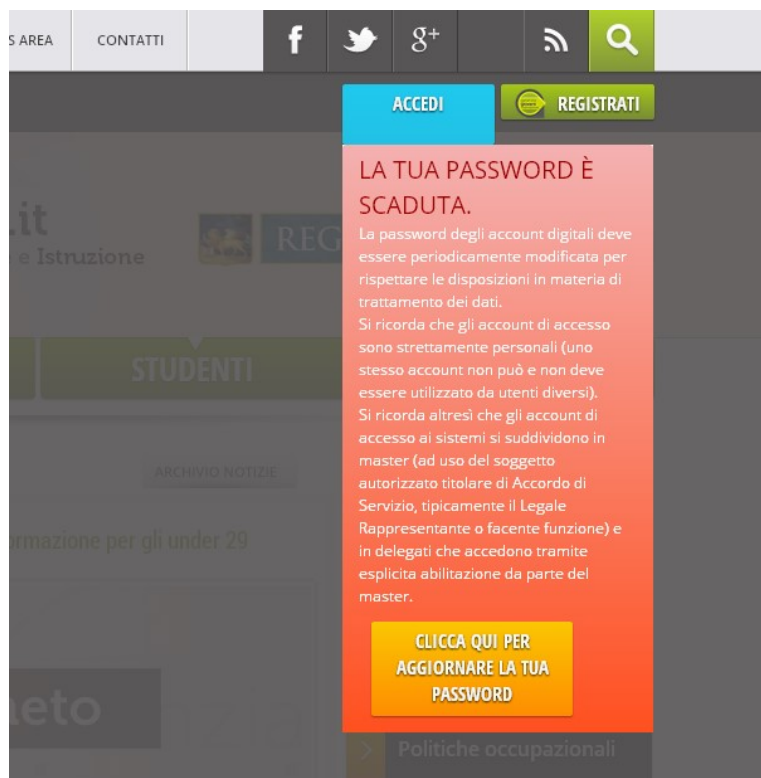 S AREA
CONTATTI
f
g+
ACCEDI
REGISTRATI
LA TUA PASSWORD È
SCADUTA.
La password degli account digitali deve
essere periodicamente modificata per
rispettare le disposizioni in materia di
trattamento dei dati.
Si ricorda che gli account di accesso
sono strettamente personali (uno
stesso account non può e non deve
essere utilizzato da utenti diversi).
Si ricorda altresì che gli account di
accesso ai sistemi si suddividono in
master (ad uso del soggetto
autorizzato titolare di Accordo di
Servizio, tipicamente il Legale
Rappresentante o facente funzione) e
in delegati che accedono tramite
esplicita abilitazione da parte del
master.
CLICCA QUI PER
AGGIORNARE LA TUA
PASSWORD
.it
e Istruzione
REG
STUDENTI
ARCHIVIO NOTIZIE
ormazione per gli under 29
neto
izia
Politiche occupazionali